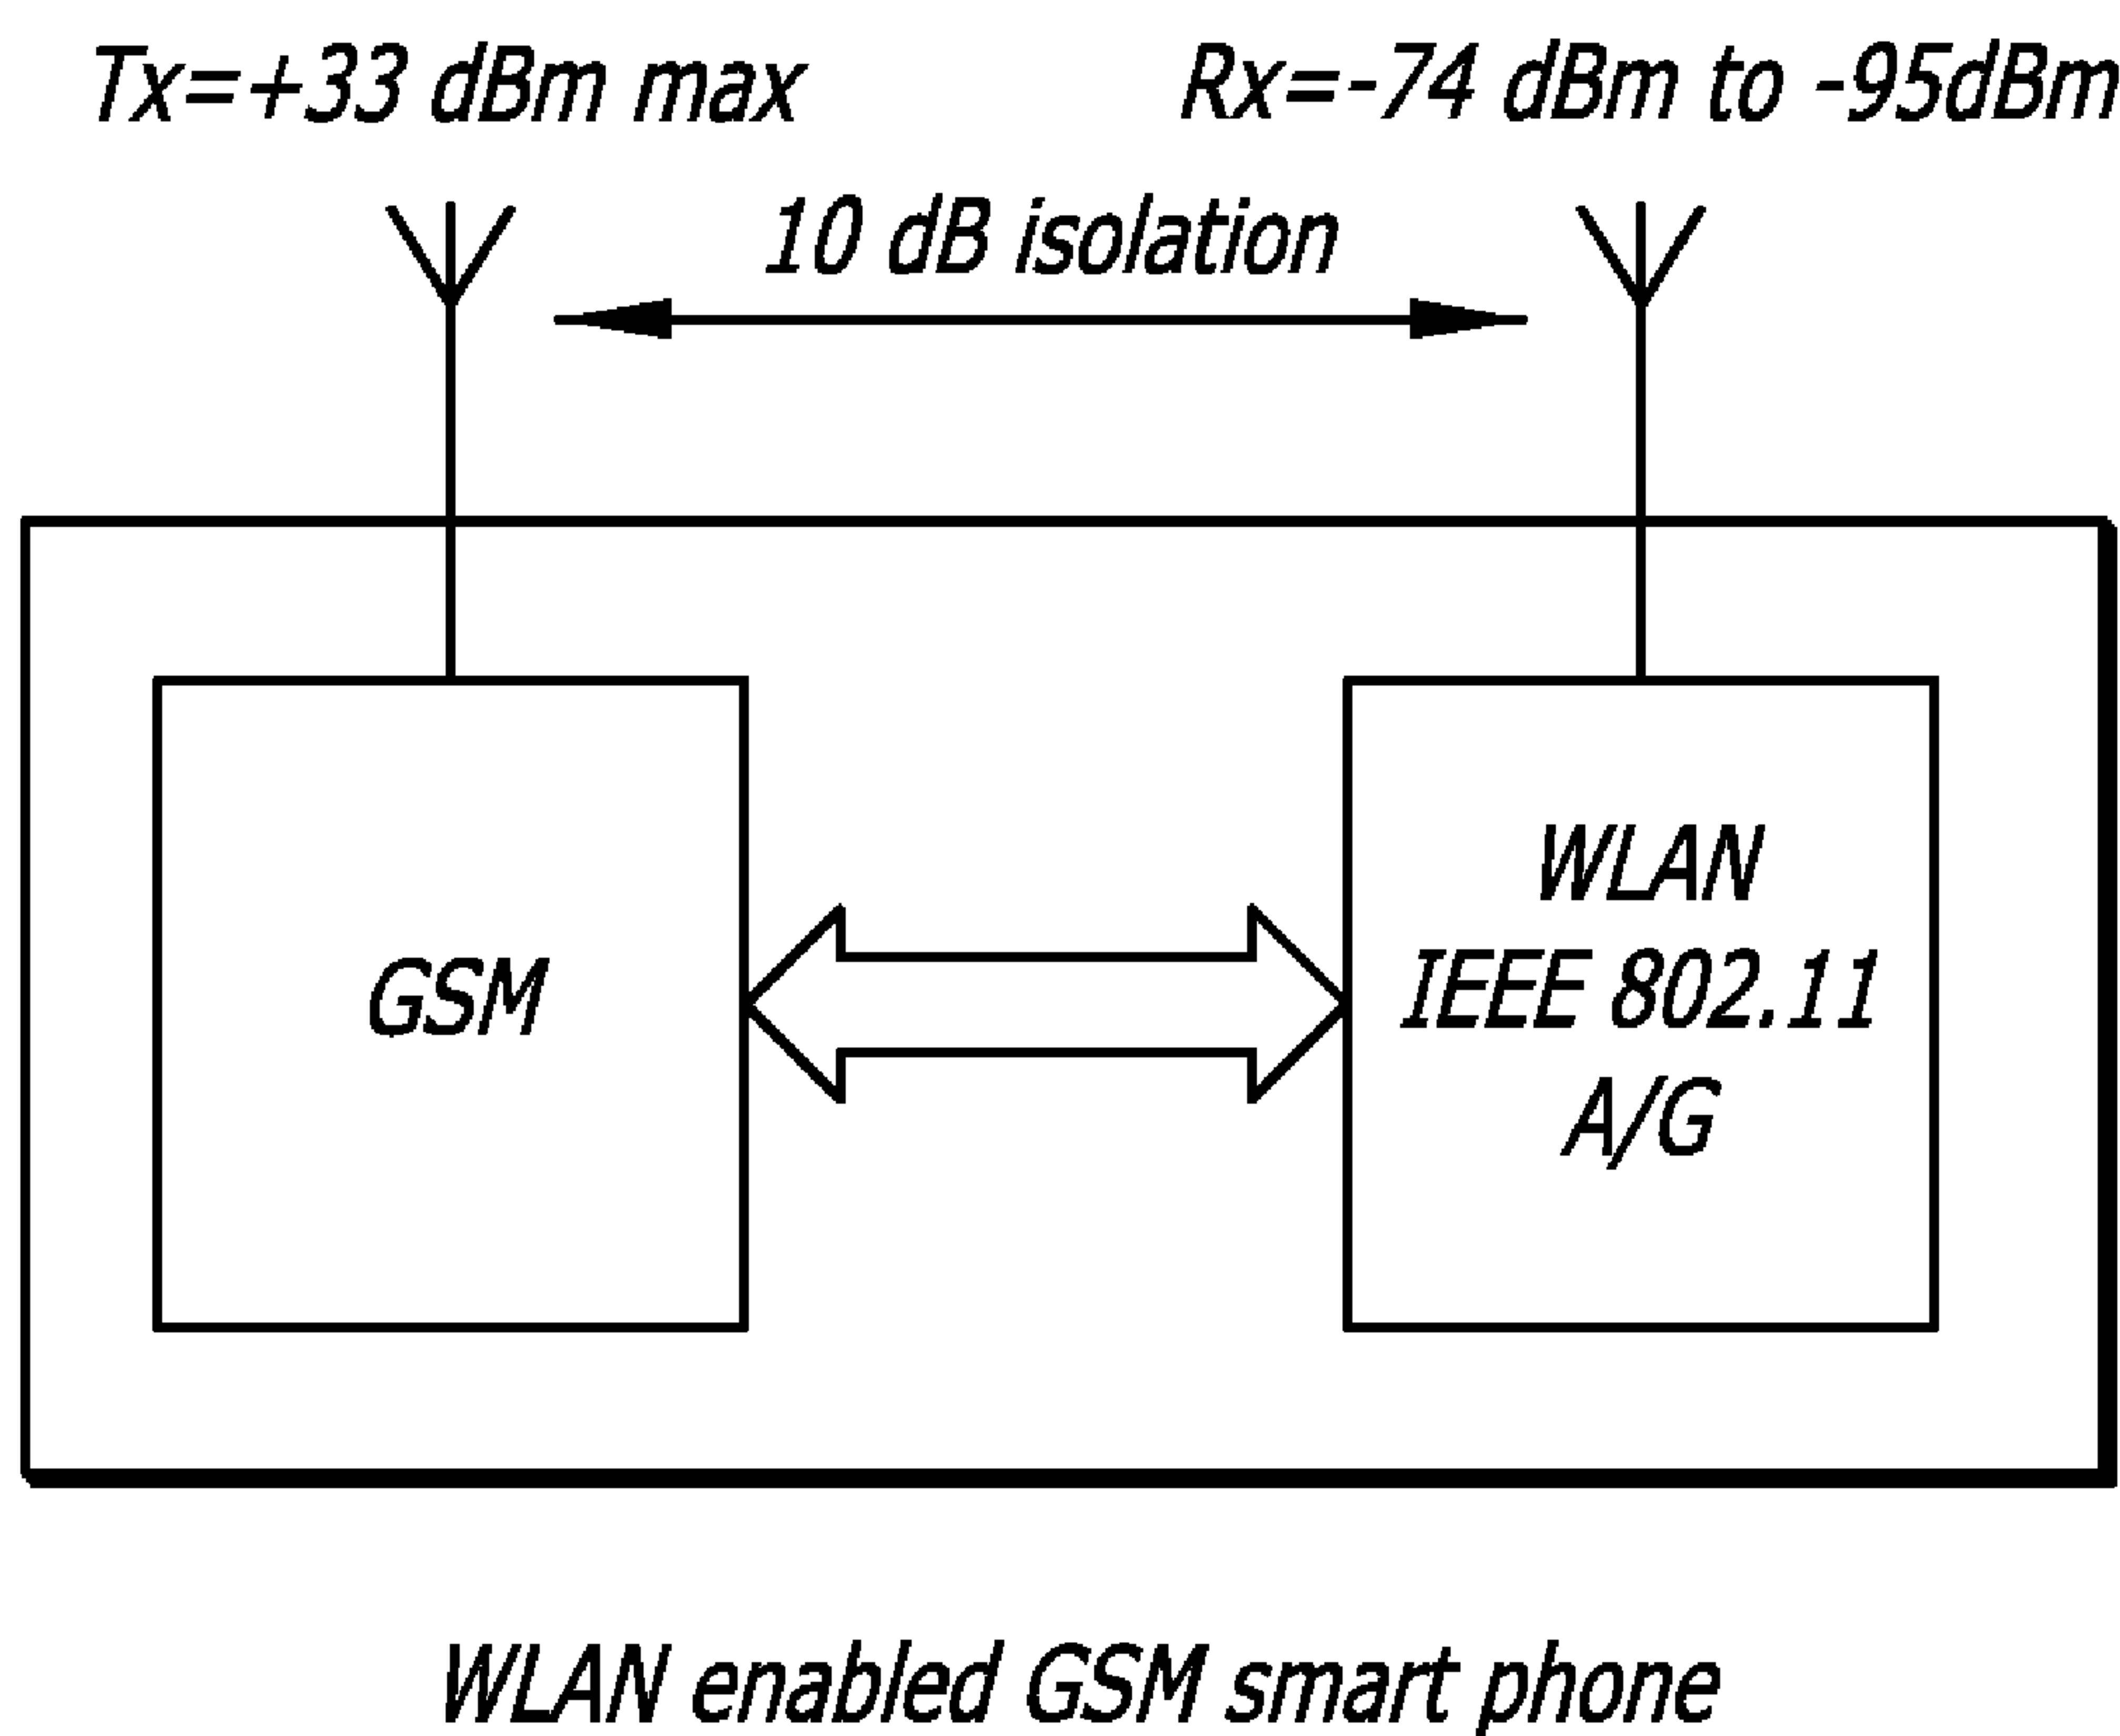 Tx=+33 dBm max
Rx=-74 dBm to -95dBm
10 dB isolation
GSM
WLAN
IEEE 802.11
A/G
WLAN enabled GSM smart phone